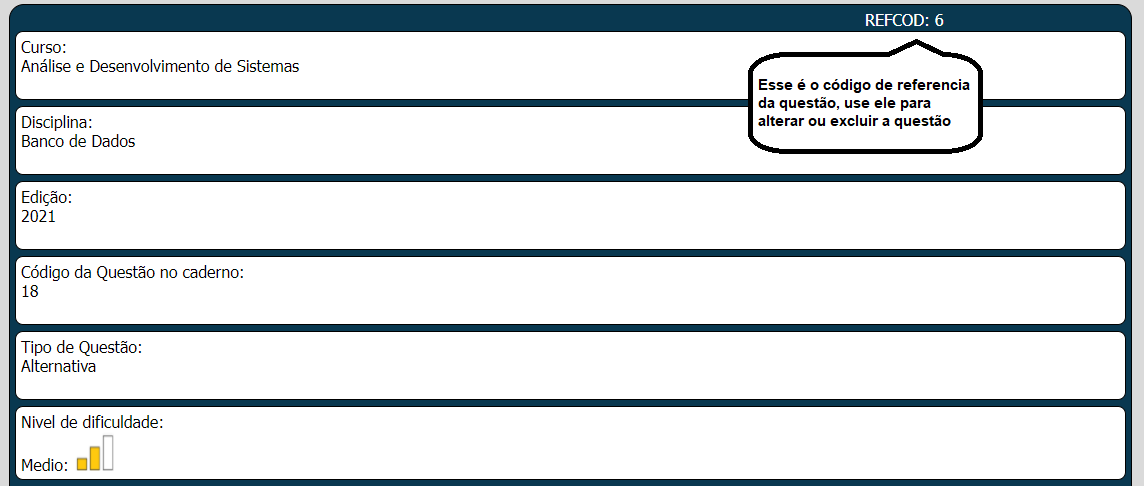 REFCOD: 6
Curso:
Análise e Desenvolvimento de Sistemas
Esse é o código de referencia
da questão, use ele para
alterar ou excluir a questão
Disciplina:
Banco de Dados
Edição:
2021
Código da Questão no caderno:
18
Tipo de Questão:
Alternativa
Nivel de dificuldade:
Medio: